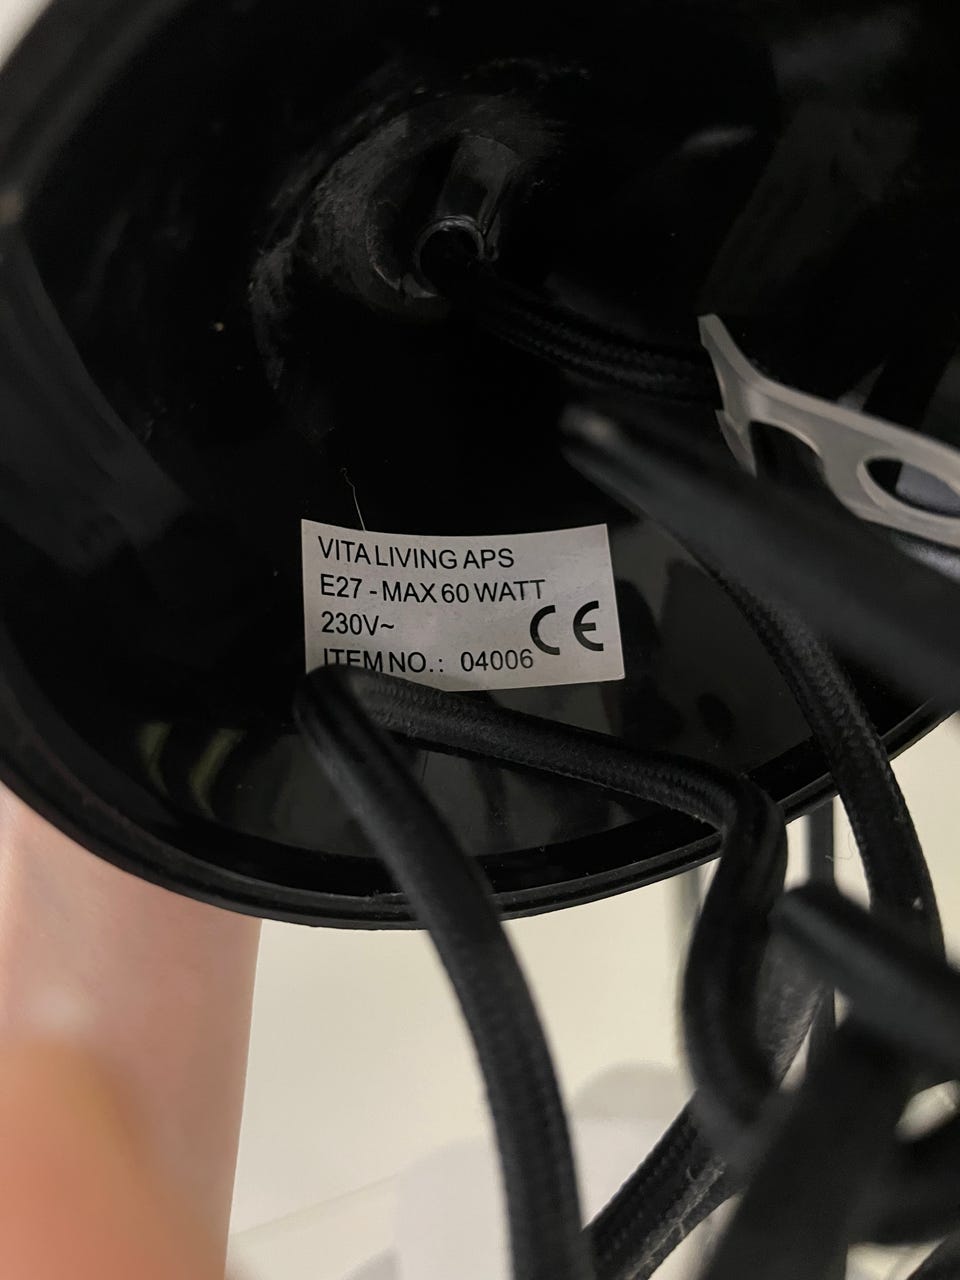 VITA LIVING APS
E27 - MAX 60 WATT
230V~
ITEM NO.: 04006
CE